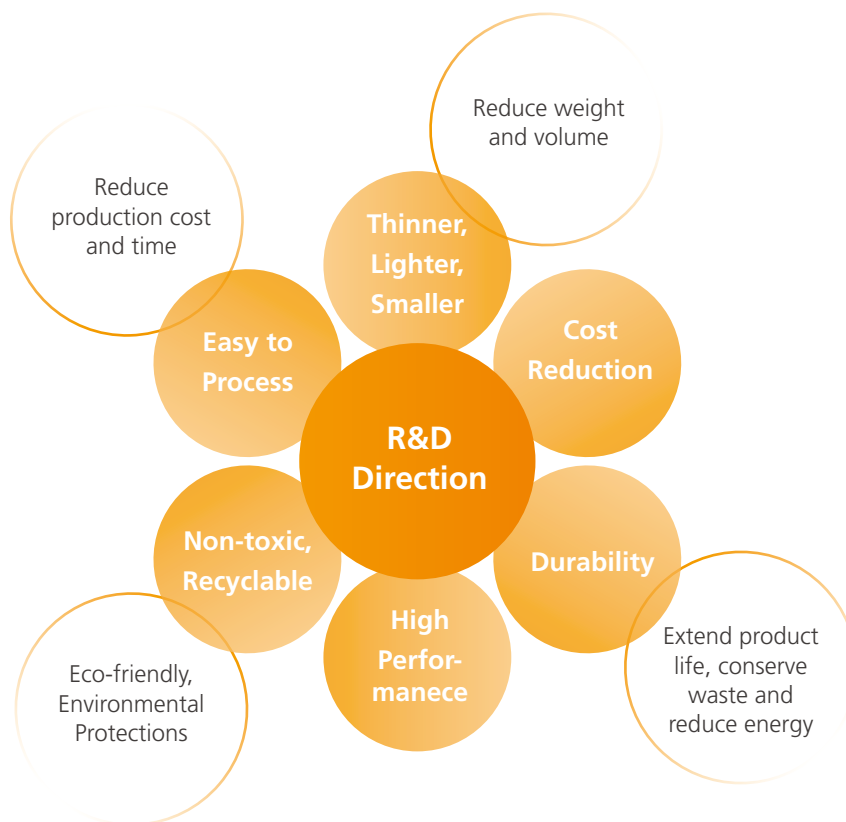 Reduce weight
and volume
Reduce
production cost
and time
Thinner,
Lighter,
Smaller
Easy to
Process
Cost
Reduction
R&D
Direction
Non-toxic,
Recyclable
Durability
High
Perfor-
manece
Eco-friendly,
Environmental
Protections
Extend product
life, conserve
waste and
reduce energy